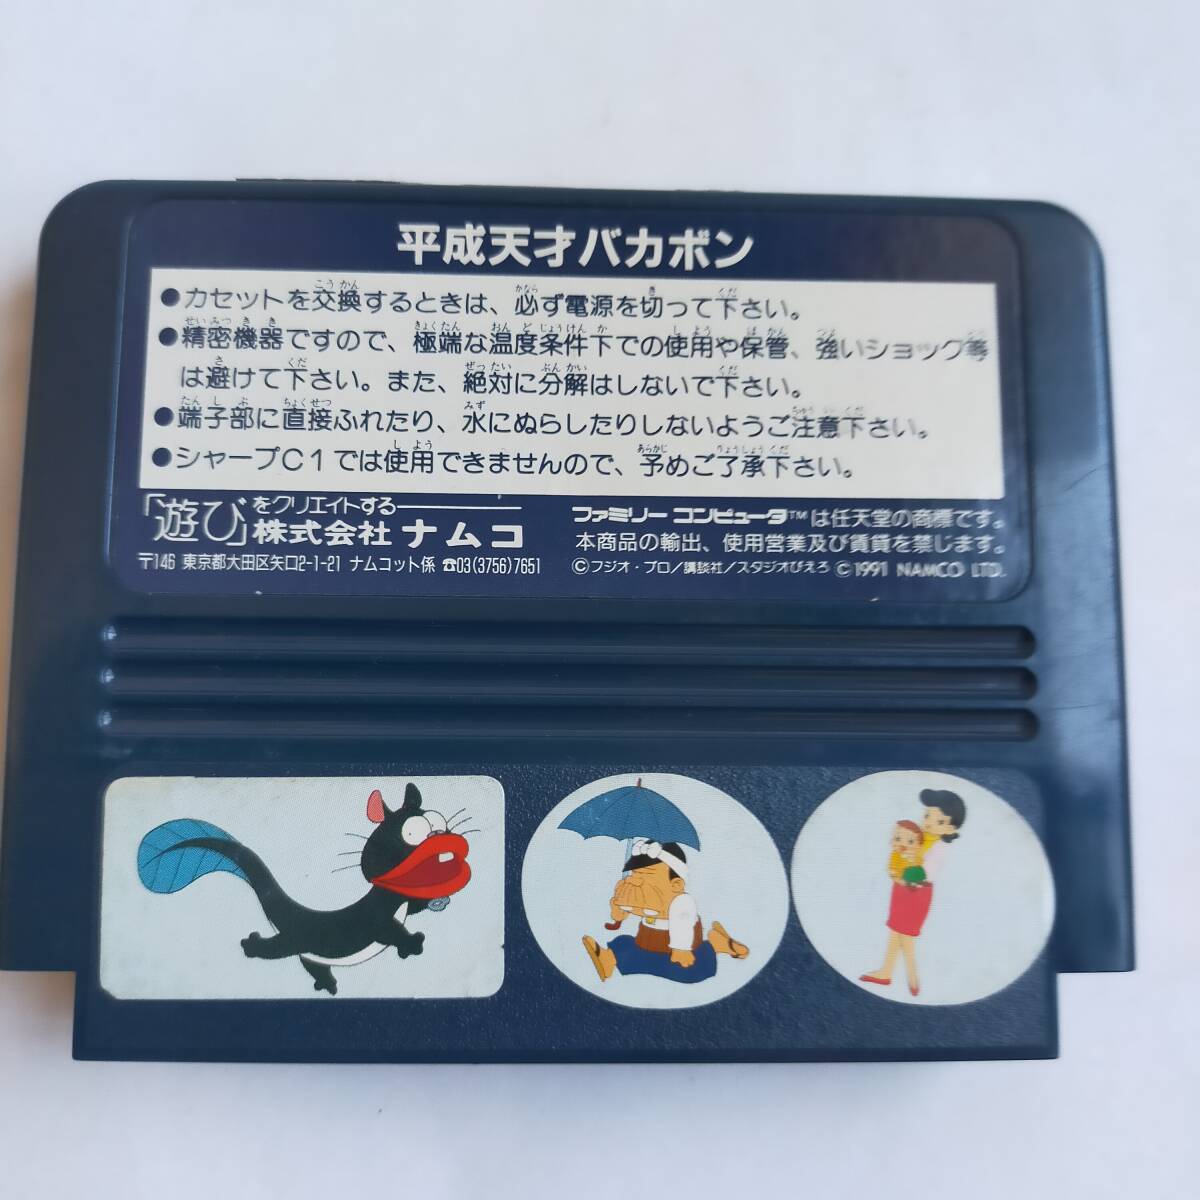 平成天才バカボン
●カセットを交換するときは、必ず電源を切って下さい。
●精密機器ですので、極端な温度条件下での使用や保管、強いショック等
は避けて下さい。また、絶対に分解はしないで下さい。
●端子部に直接ふれたり、水にぬらしたりしないようご注意下さい。
●シャープC1では使用できませんので、予めご了承下さい。
「遊び」をクリエイトする
株式会社ナムコ
〒146 東京都大田区矢口2-1-21 ナムコット係 ☎03(3756)7651
ファミリーコンピュータ™は任天堂の商標です。
本商品の輸出、使用営業及び賃貸を禁じます。
©フジオ・プロ/講談社/スタジオぴえろ ©1991 NAMCO LTD.